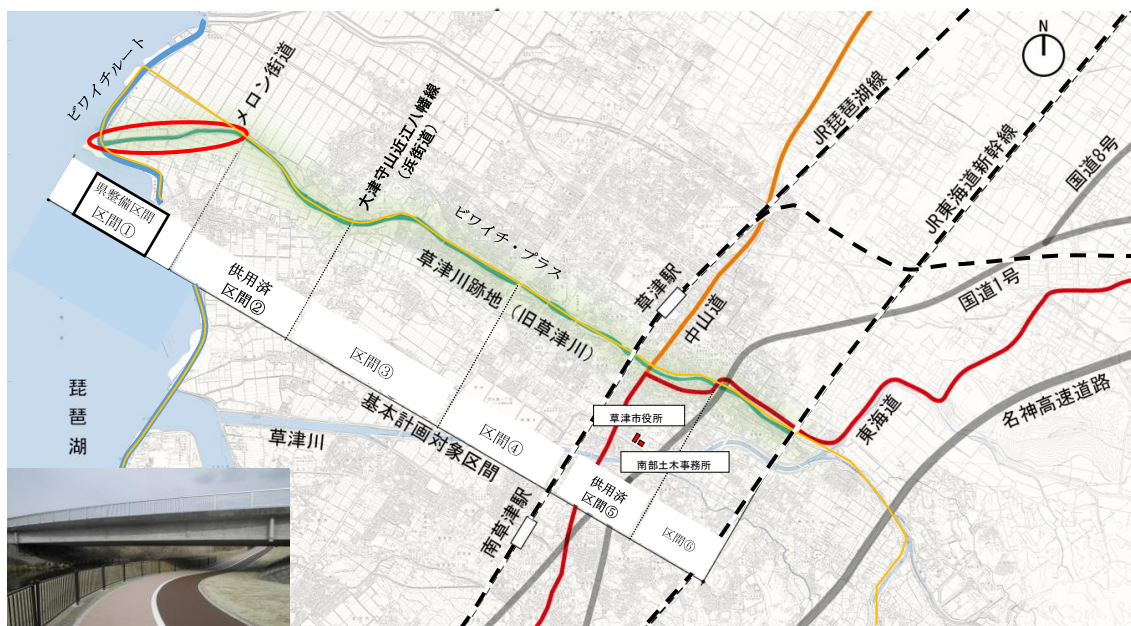 ビワイチルート
メロン街道
大津守山近江八幡線
（浜街道）
JR琵琶湖線
JR東海道新幹線
国道8号
N
県整備区間
区間①
供用済
区間②
ビワイチ・プラス
草津川跡地（旧草津川）
草津駅
中山道
国道1号
区間③
区間④
基本計画対象区間
草津市役所
南部土木事務所
東海道
名神高速道路
琵琶湖
草津川
供用済
区間⑤
区間⑥
南草津駅